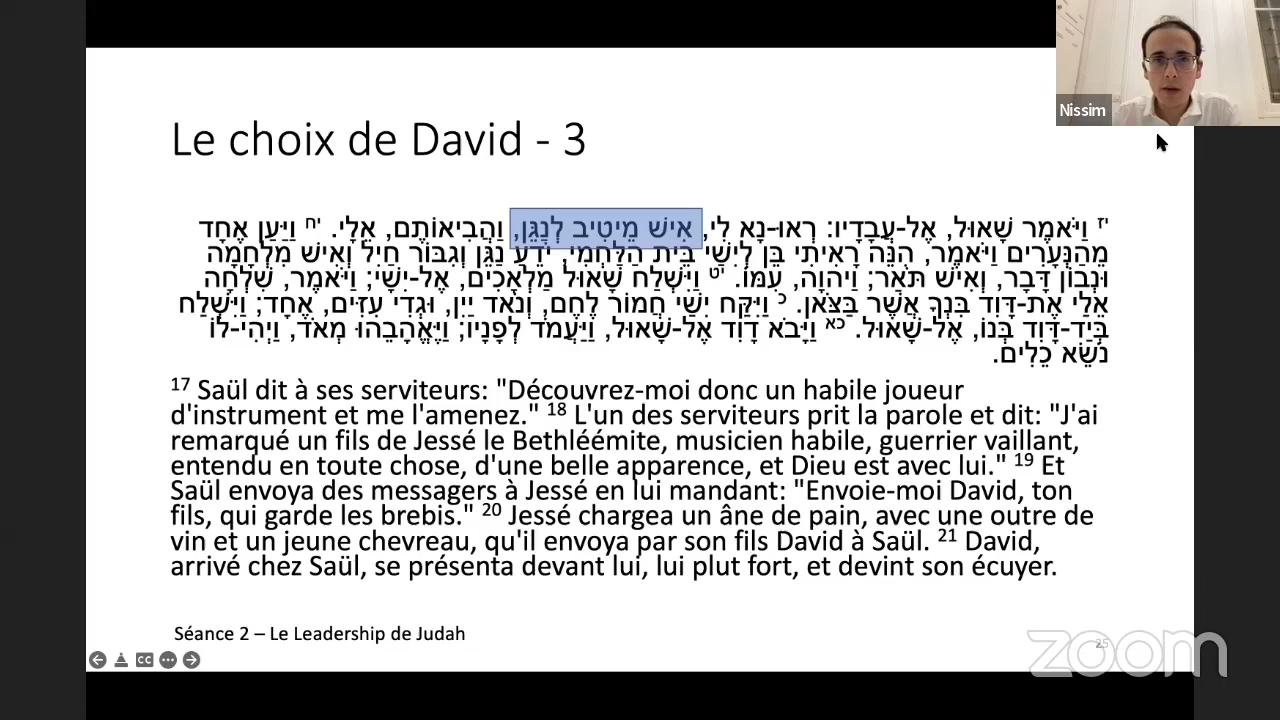 Nissim
Le choix de David - 3
יז וַיֹּאמֶר שָׁאוּל, אֶל-עֲבָדָיו: רְאוּ-נָא לִי, אִישׁ מֵיטִיב לְנַגֵּן, וַהֲבִיאוֹתֶם, אֵלָי. יח וַיַּעַן אֶחָד
מֵהַנְּעָרִים וַיֹּאמֶר, הִנֵּה רָאִיתִי בֵּן לְיִשַׁי בֵּית הַלַּחְמִי, יֹדֵעַ נַגֵּן וְגִבּוֹר חַיִל וְאִישׁ מִלְחָמָה
וּנְבוֹן דָּבָר, וְאִישׁ תֹּאַר; וַיהוָה, עִמּוֹ. יט וַיִּשְׁלַח שָׁאוּל מַלְאָכִים, אֶל-יִשָׁי; וַיֹּאמֶר, שִׁלְחָה
אֵלַי אֶת-דָּוִד בִּנְךָ אֲשֶׁר בַּצֹּאן. כ וַיִּקַּח יִשַׁי חֲמוֹר לֶחֶם, וְנֹאד יַיִן, וּגְדִי עִזִּים, אֶחָד; וַיִּשְׁלַח
בְּיַד-דָּוִד בְּנוֹ, אֶל-שָׁאוּל. כא וַיָּבֹא דָוִד אֶל-שָׁאוּל, וַיַּעֲמֹד לְפָנָיו; וַיֶּאֱהָבֵהוּ מְאֹד, וַיְהִי-לוֹ
נֹשֵׂא כֵלִים.
17 Saül dit à ses serviteurs: "Découvrez-moi donc un habile joueur
d'instrument et me l'amenez." 18 L'un des serviteurs prit la parole et dit: "J'ai
remarqué un fils de Jessé le Bethléémite, musicien habile, guerrier vaillant,
entendu en toute chose, d'une belle apparence, et Dieu est avec lui." 19 Et
Saül envoya des messagers à Jessé en lui mandant: "Envoie-moi David, ton
fils, qui garde les brebis." 20 Jessé chargea un âne de pain, avec une outre de
vin et un jeune chevreau, qu'il envoya par son fils David à Saül. 21 David,
arrivé chez Saül, se présenta devant lui, lui plut fort, et devint son écuyer.
Séance 2 – Le Leadership de Judah
25
CC
zoom